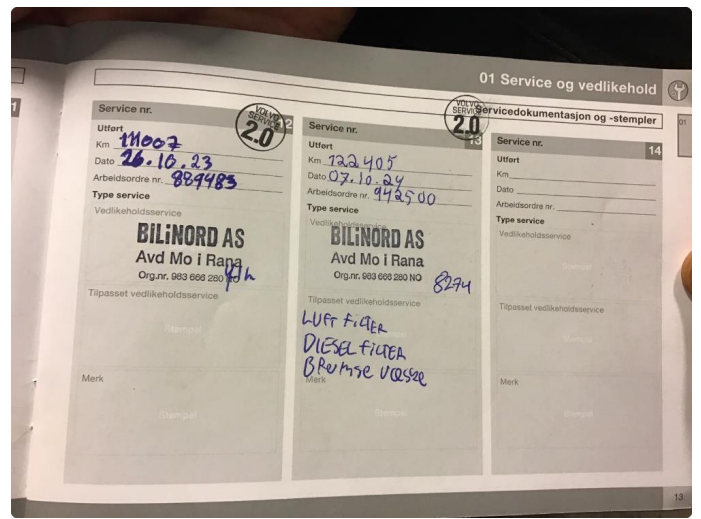 01 Service og vedlikehold
Servicedokumentasjon og -stempler
01
Service nr.
VOLVO
SERVICE
2.0
Utført
Km 111007
Dato 26.10.23
Arbeidsordre nr. 889483
Type service
Vedlikeholdsservice
BiLiNORD AS
Avd Mo i Rana
Org.nr. 983 666 280
Tilpasset vedlikeholdsservice
Stempel
Merk
Stempel
Service nr. 13
VOLVO
SERVICE
2.0
Utført
Km 122405
Dato 07.10.24
Arbeidsordre nr. 942500
Type service
Vedlikeholdsservice
BiLiNORD AS
Avd Mo i Rana
Org.nr. 983 666 280 NO
8274
Tilpasset vedlikeholdsservice
LUFT FiLTER
DIESEL FiLTER
BREMSE VÆSKE
Merk
Stempel
Service nr. 14
Utført
Km
Dato
Arbeidsordre nr.
Type service
Vedlikeholdsservice
Stempel
Tilpasset vedlikeholdsservice
Stempel
Merk
Stempel
13